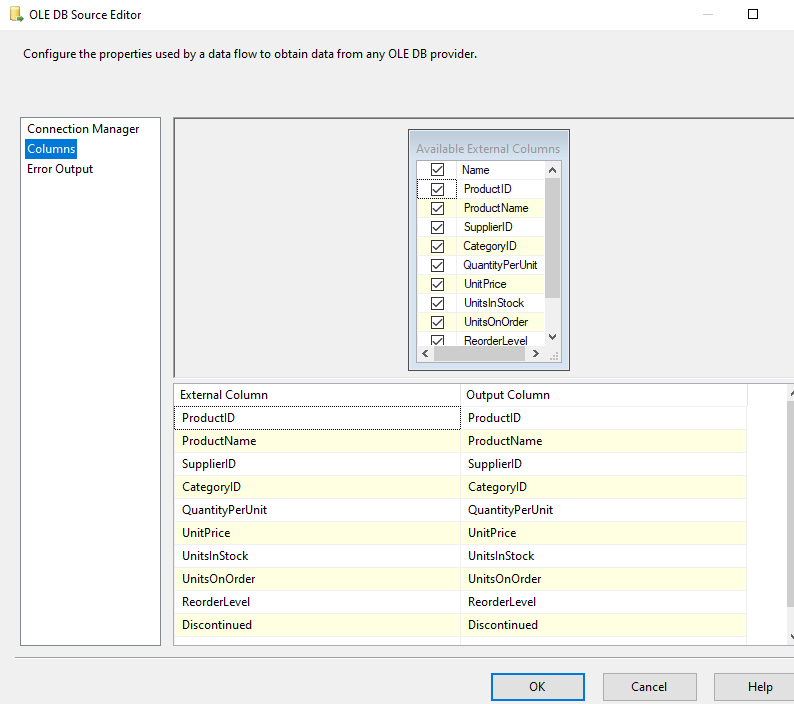 OLE DB Source Editor
Configure the properties used by a data flow to obtain data from any OLE DB provider.
Connection Manager
Columns
Error Output
Available External Columns
Name
ProductID
ProductName
SupplierID
CategoryID
QuantityPerUnit
UnitPrice
UnitsInStock
UnitsOnOrder
ReorderLevel
External Column Output Column
ProductID ProductID
ProductName ProductName
SupplierID SupplierID
CategoryID CategoryID
QuantityPerUnit QuantityPerUnit
UnitPrice UnitPrice
UnitsInStock UnitsInStock
UnitsOnOrder UnitsOnOrder
ReorderLevel ReorderLevel
Discontinued Discontinued
OK Cancel Help